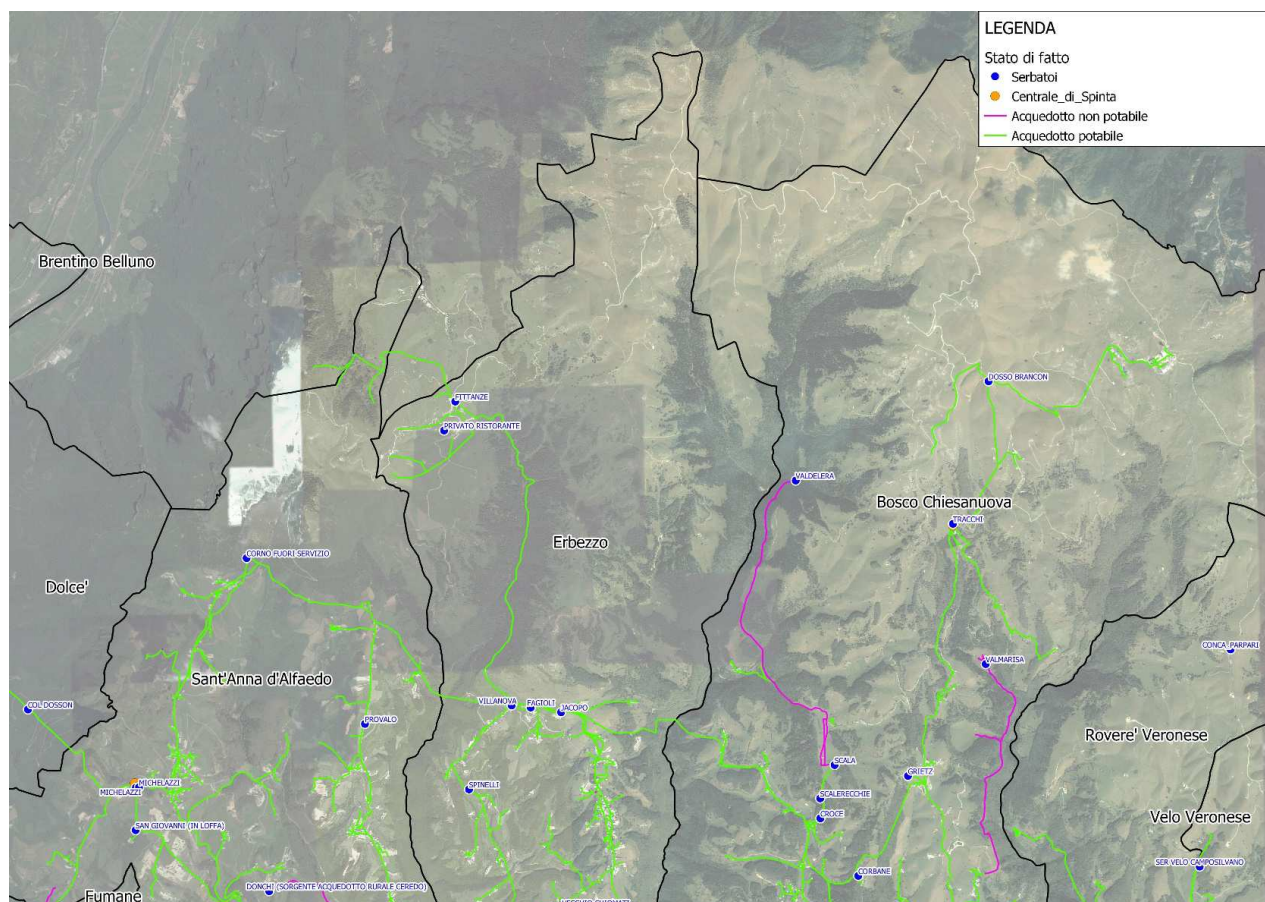 LEGENDA
Stato di fatto
Serbatoi
Centrale_di_Spinta
Acquedotto non potabile
Acquedotto potabile
Brentino Belluno
DOSSO BRANCON
FITTANZE
PRIVATO RISTORANTE
VALDELERA
Bosco Chiesanuova
TRACCHI
Erbezzo
CORNO FUORI SERVIZIO
Dolce'
CONCA PARPARI
VALMARISA
Sant'Anna d'Alfaedo
COL DOSSON
VILLANOVA
FAGIOLI
JACOPO
PROVALO
Rovere' Veronese
SCALA
GRIETZ
MICHELAZZI
MICHELAZZI
SPINELLI
SCALERECCHIE
CROCE
Velo Veronese
SAN GIOVANNI (IN LOFFA)
SER VELO CAMPOSILVANO
CORBANE
DONCHI (SORGENTE ACQUEDOTTO RURALE CEREDO)
Fumane